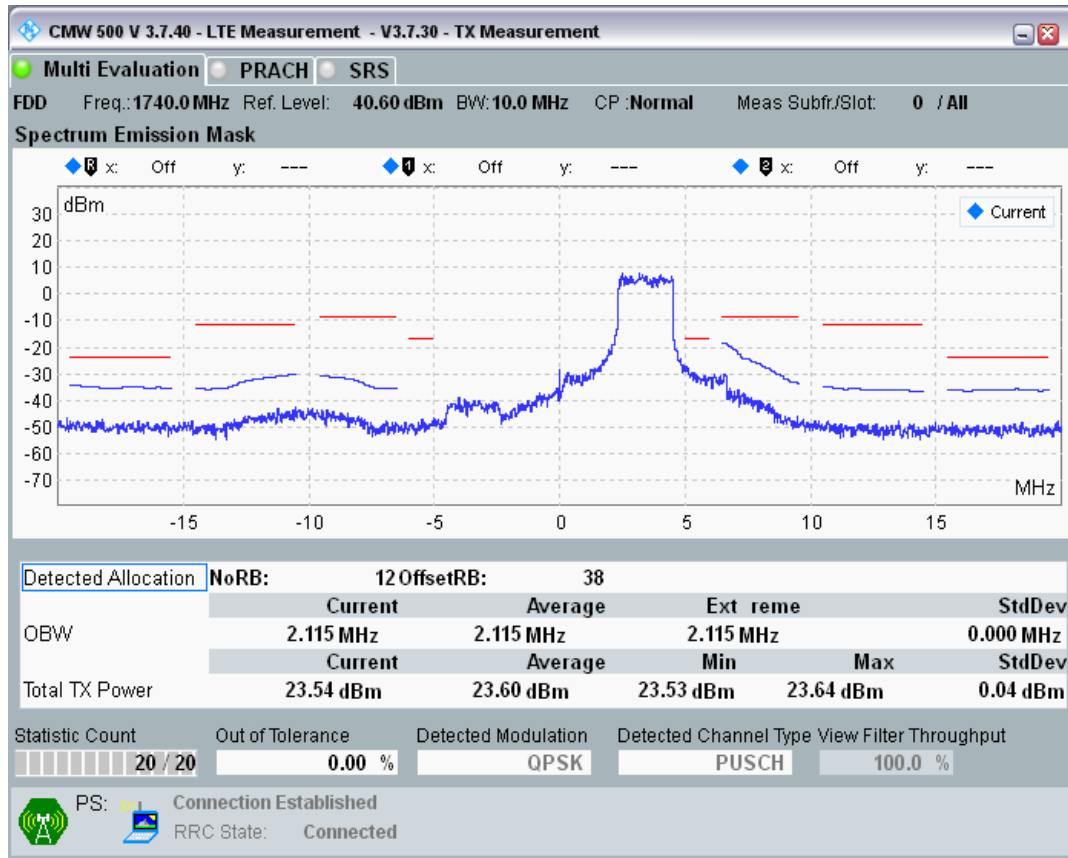 CMW 500 V 3.7.40 - LTE Measurement - V3.7.30 - TX Measurement
Multi Evaluation PRACH SRS
FDD Freq.: 1740.0 MHz Ref. Level: 40.60 dBm BW: 10.0 MHz CP : Normal Meas Subfr./Slot: 0 / All
Spectrum Emission Mask
R x: Off y: --- 1 x: Off y: --- 2 x: Off y: ---
dBm
Current
30
20
10
0
-10
-20
-30
-40
-50
-60
-70
MHz
-15 -10 -5 0 5 10 15
Detected Allocation NoRB: 12 OffsetRB: 38
Current Average Ext reme StdDev
OBW 2.115 MHz 2.115 MHz 2.115 MHz 0.000 MHz
Current Average Min Max StdDev
Total TX Power 23.54 dBm 23.60 dBm 23.53 dBm 23.64 dBm 0.04 dBm
Statistic Count Out of Tolerance Detected Modulation Detected Channel Type View Filter Throughput
20 / 20 0.00 % QPSK PUSCH 100.0 %
PS: Connection Established
RRC State: Connected